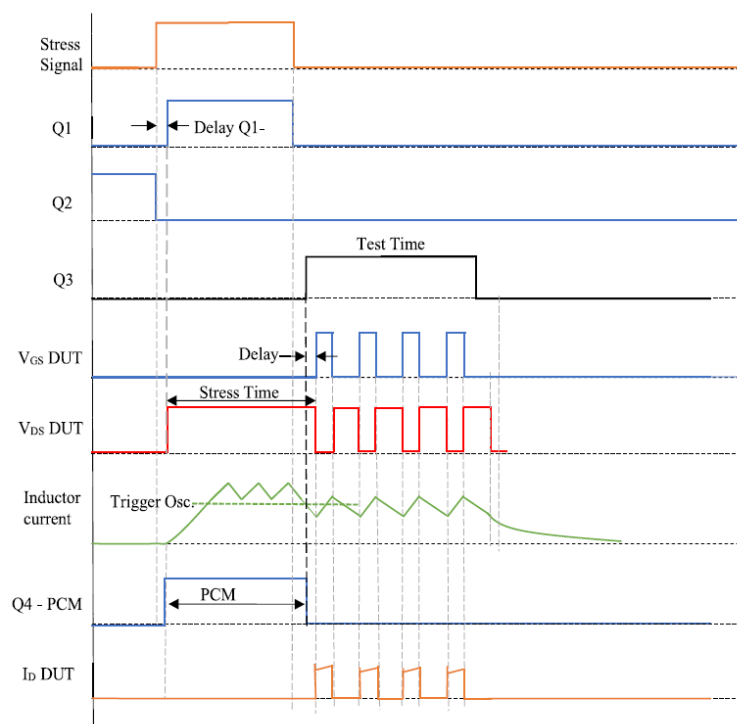 Stress
Signal
Q1
Delay Q1-
Q2
Test Time
Q3
Delay
VGS DUT
Stress Time
VDS DUT
Trigger Osc.
Inductor
current
PCM
Q4 - PCM
ID DUT